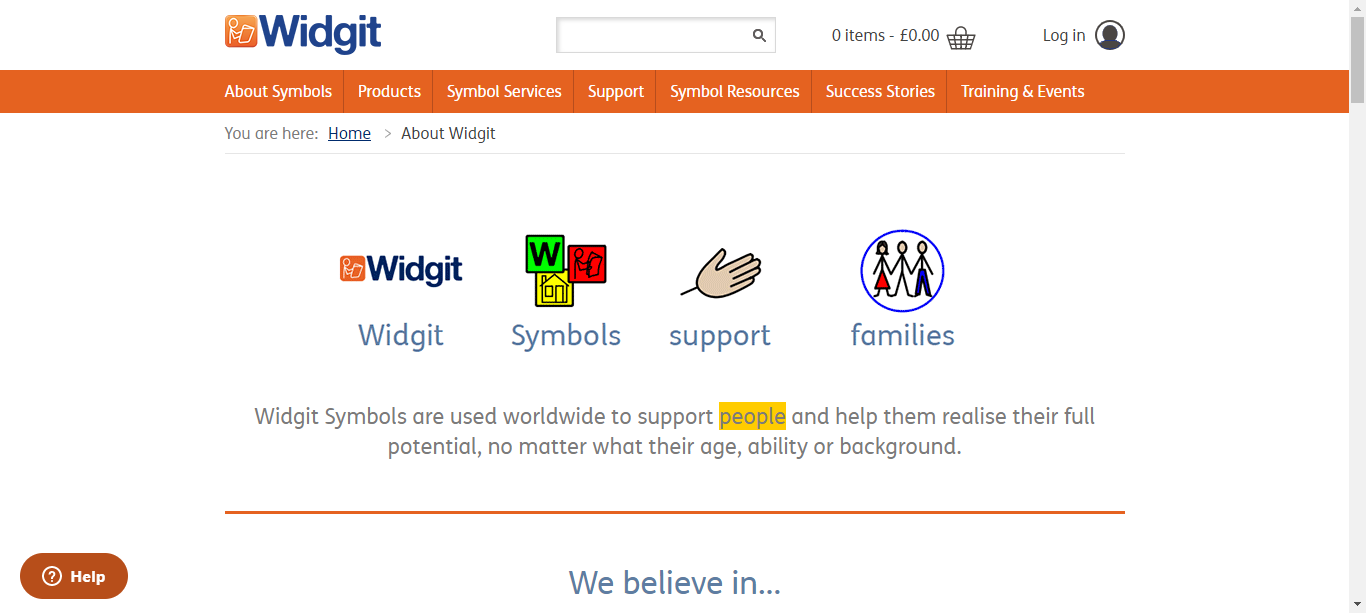 Widgit
0 items - £0.00
Log in
About Symbols
Products
Symbol Services
Support
Symbol Resources
Success Stories
Training & Events
You are here: Home > About Widgit
Widgit
W
Widgit Symbols support families
Widgit Symbols are used worldwide to support people and help them realise their full
potential, no matter what their age, ability or background.
We believe in...
? Help